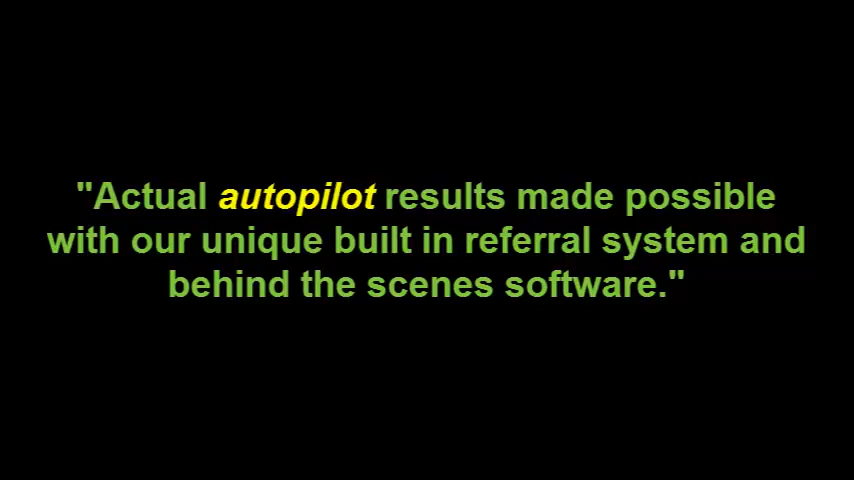 "Actual autopilot results made possible
with our unique built in referral system and
behind the scenes software."